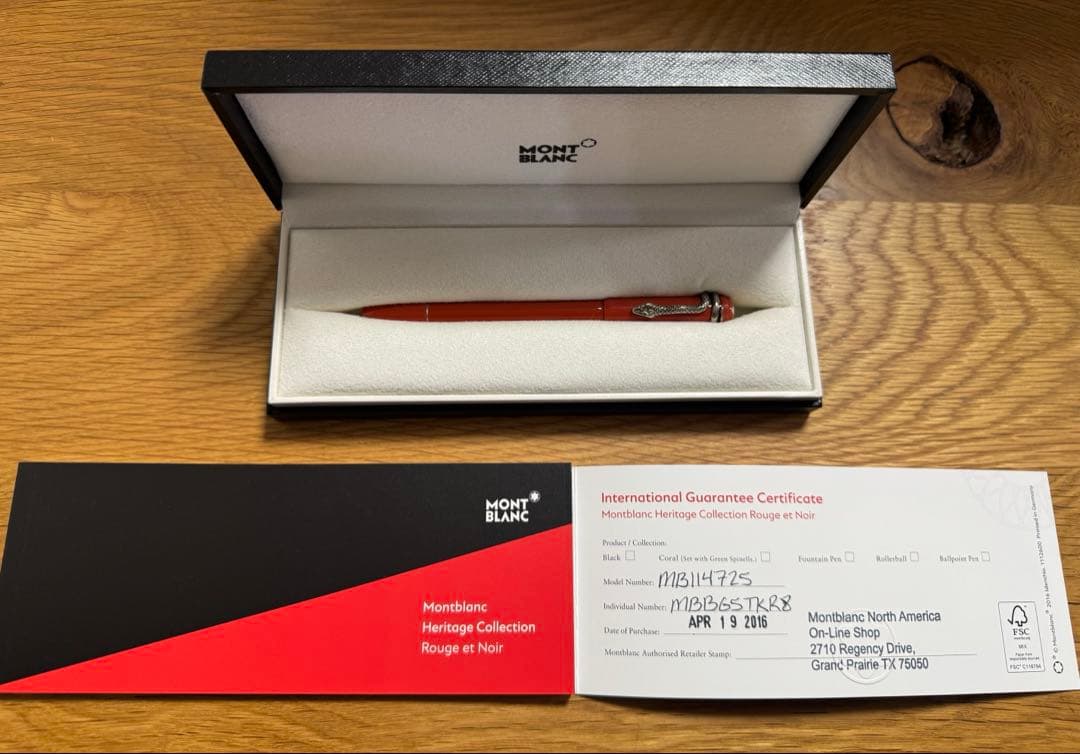 MONT
BLANC
MONT
BLANC
Montblanc
Heritage Collection
Rouge et Noir
International Guarantee Certificate
Montblanc Heritage Collection Rouge et Noir
Product / Collection:
Black Coral (Set with Green Spinells.) Fountain Pen Rollerball Ballpoint Pen
Model Number: MB114725
Individual Number: MBBG5TKR8
Date of Purchase: APR 19 2016
Montblanc Authorised Retailer Stamp:
Montblanc North America
On-Line Shop
2710 Regency Drive,
Grand Prairie TX 75050
FSC
MIX